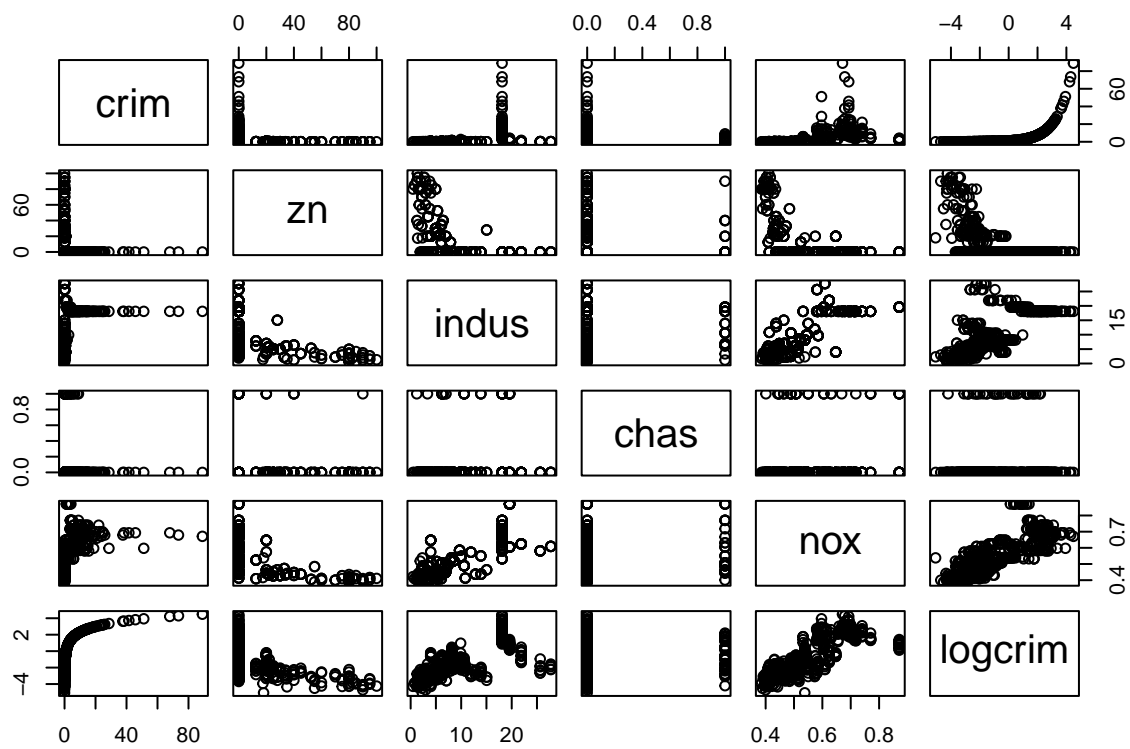 0 40 80 0.0 0.4 0.8 −4 0 4
crim 0 60
0 60 zn
indus 0 15
0.0 0.8 chas
nox 0.4 0.7
−4 2 logcrim
0 40 80 0 10 20 0.4 0.6 0.8